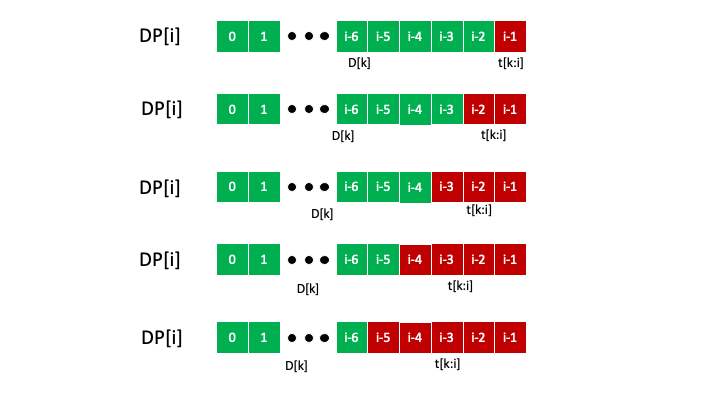 DP[i] 0 1 ● ● ● i-6 i-5 i-4 i-3 i-2 i-1
D[k] t[k:i]
DP[i] 0 1 ● ● ● i-6 i-5 i-4 i-3 i-2 i-1
D[k] t[k:i]
DP[i] 0 1 ● ● ● i-6 i-5 i-4 i-3 i-2 i-1
D[k] t[k:i]
DP[i] 0 1 ● ● ● i-6 i-5 i-4 i-3 i-2 i-1
D[k] t[k:i]
DP[i] 0 1 ● ● ● i-6 i-5 i-4 i-3 i-2 i-1
D[k] t[k:i]